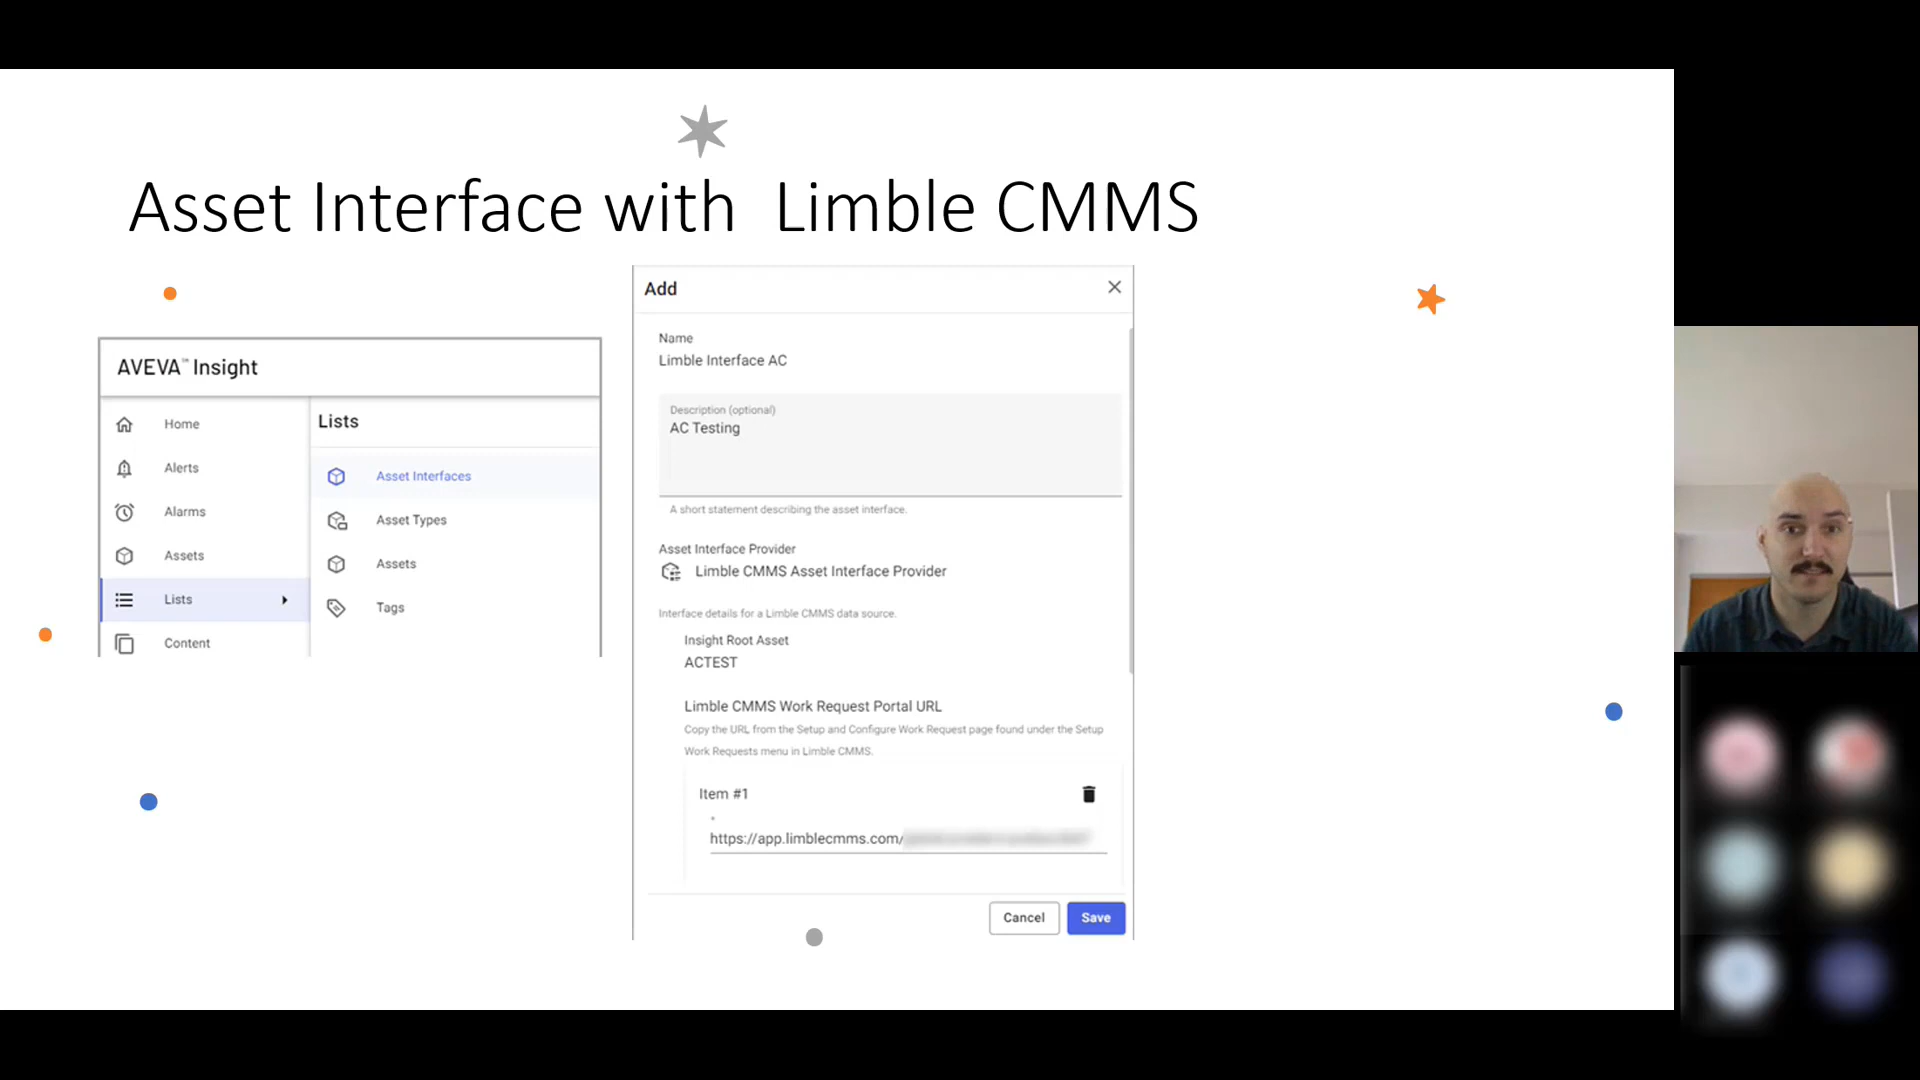 Asset Interface with Limble CMMS
AVEVA™ Insight
Home
Alerts
Alarms
Assets
Lists
Content
Lists
Asset Interfaces
Asset Types
Assets
Tags
Add
Name
Limble Interface AC
Description (optional)
AC Testing
A short statement describing the asset interface.
Asset Interface Provider
Limble CMMS Asset Interface Provider
Interface details for a Limble CMMS data source.
Insight Root Asset
ACTEST
Limble CMMS Work Request Portal URL
Copy the URL from the Setup and Configure Work Request page found under the Setup
Work Requests menu in Limble CMMS.
Item #1
*
https://app.limblecmms.com/
Cancel
Save